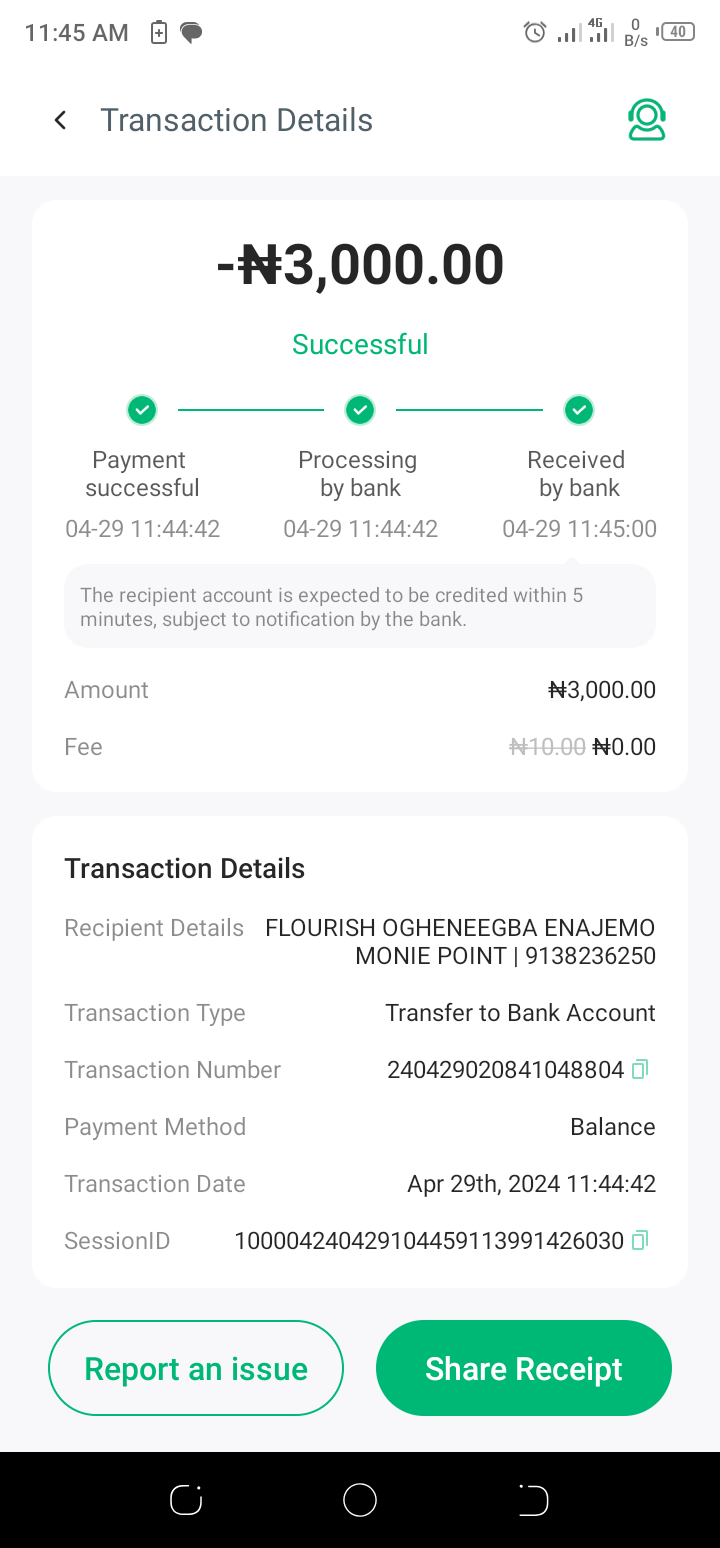 11:45 AM 4G 0 B/s 40
Transaction Details
-₦3,000.00
Successful
Payment successful
Processing by bank
Received by bank
04-29 11:44:42 04-29 11:44:42 04-29 11:45:00
The recipient account is expected to be credited within 5
minutes, subject to notification by the bank.
Amount ₦3,000.00
Fee ₦10.00 ₦0.00
Transaction Details
Recipient Details FLOURISH OGHENEEGBA ENAJEMO
MONIE POINT | 9138236250
Transaction Type Transfer to Bank Account
Transaction Number 240429020841048804
Payment Method Balance
Transaction Date Apr 29th, 2024 11:44:42
SessionID 100004240429104459113991426030
Report an issue Share Receipt